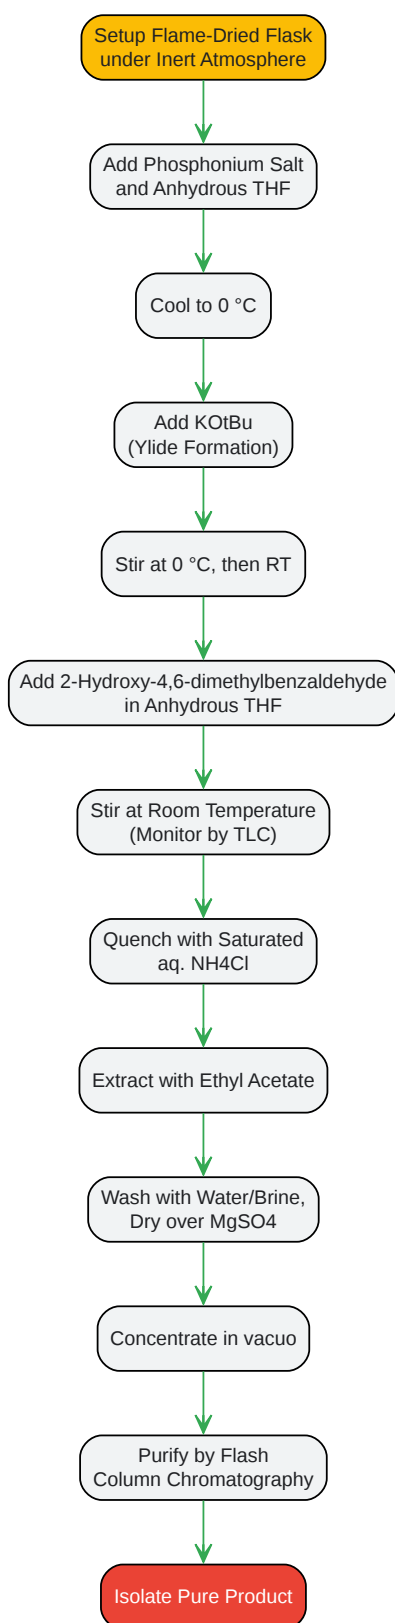 Setup Flame-Dried Flask
under Inert Atmosphere
Add Phosphonium Salt
and Anhydrous THF
Cool to 0 °C
Add KOtBu
(Ylide Formation)
Stir at 0 °C, then RT
Add 2-Hydroxy-4,6-dimethylbenzaldehyde
in Anhydrous THF
Stir at Room Temperature
(Monitor by TLC)
Quench with Saturated
aq. NH4Cl
Extract with Ethyl Acetate
Wash with Water/Brine,
Dry over MgSO4
Concentrate in vacuo
Purify by Flash
Column Chromatography
Isolate Pure Product